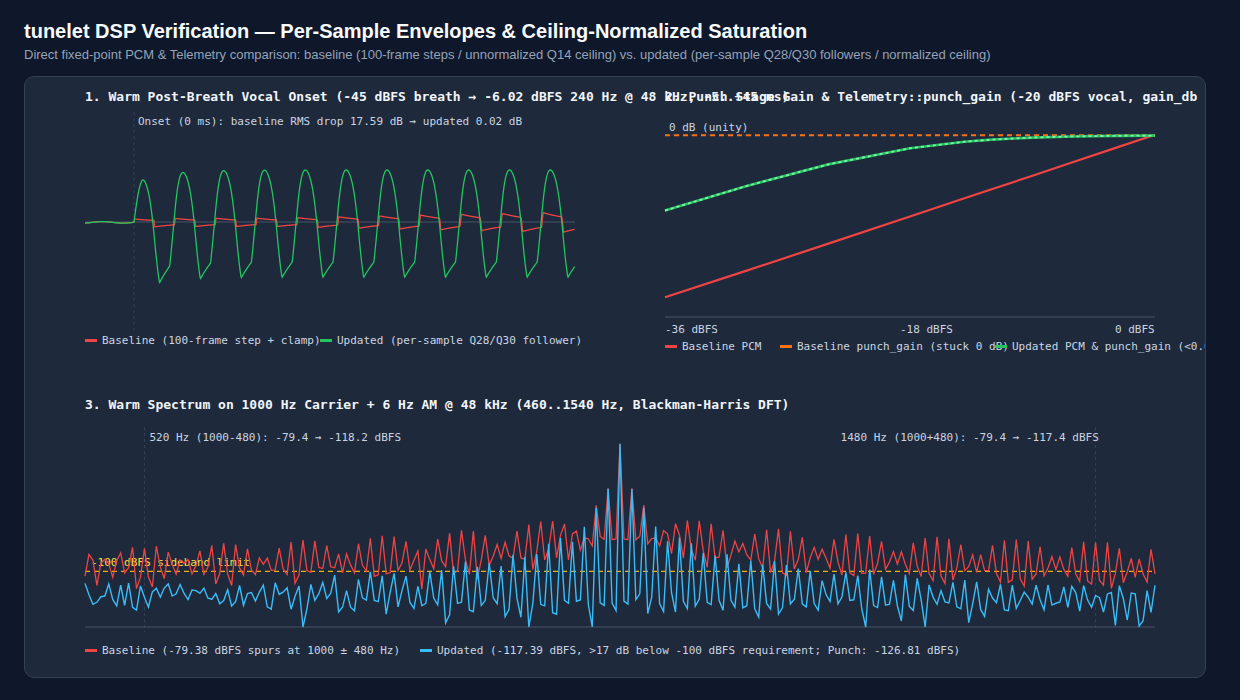 tunelet DSP Verification — Per-Sample Envelopes & Ceiling-Normalized Saturation
Direct fixed-point PCM & Telemetry comparison: baseline (100-frame steps / unnormalized Q14 ceiling) vs. updated (per-sample Q28/Q30 followers / normalized ceiling)
1. Warm Post-Breath Vocal Onset (-45 dBFS breath → -6.02 dBFS 240 Hz @ 48 kHz, -5..+45 ms)
2. Punch Stage Gain & Telemetry::punch_gain (-20 dBFS vocal, gain_db
Onset (0 ms): baseline RMS drop 17.59 dB → updated 0.02 dB
0 dB (unity)
-36 dBFS
-18 dBFS
0 dBFS
Baseline (100-frame step + clamp)
Updated (per-sample Q28/Q30 follower)
Baseline PCM
Baseline punch_gain (stuck 0 dB)
Updated PCM & punch_gain (<0.
3. Warm Spectrum on 1000 Hz Carrier + 6 Hz AM @ 48 kHz (460..1540 Hz, Blackman-Harris DFT)
520 Hz (1000-480): -79.4 → -118.2 dBFS
1480 Hz (1000+480): -79.4 → -117.4 dBFS
-100 dBFS sideband limit
Baseline (-79.38 dBFS spurs at 1000 ± 480 Hz)
Updated (-117.39 dBFS, >17 dB below -100 dBFS requirement; Punch: -126.81 dBFS)